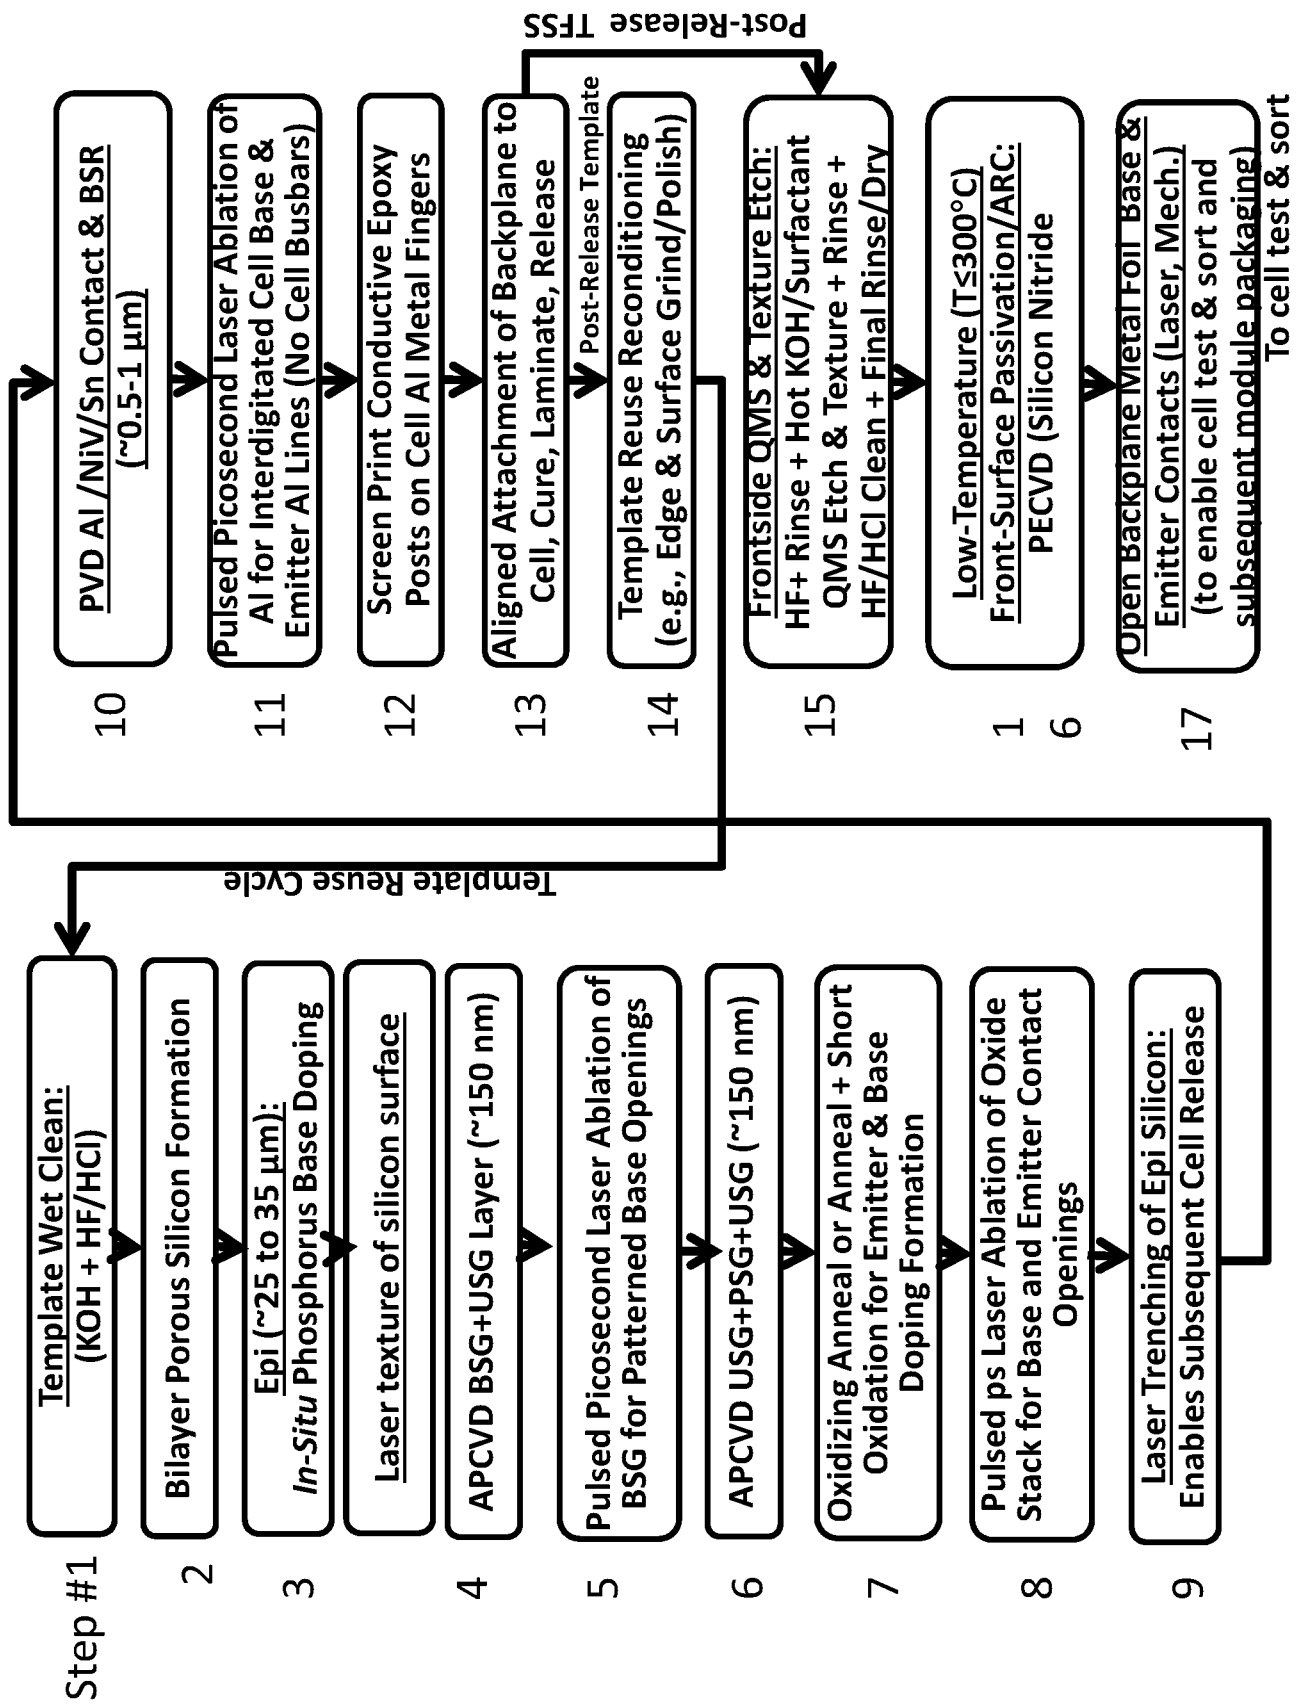 Step #1
Template Wet Clean:
(KOH + HF/HCl)
2
Bilayer Porous Silicon Formation
3
Epi (~25 to 35 µm):
In-Situ Phosphorus Base Doping
Laser texture of silicon surface
4
APCVD BSG+USG Layer (~150 nm)
5
Pulsed Picosecond Laser Ablation of
BSG for Patterned Base Openings
6
APCVD USG+PSG+USG (~150 nm)
7
Oxidizing Anneal or Anneal + Short
Oxidation for Emitter & Base
Doping Formation
8
Pulsed ps Laser Ablation of Oxide
Stack for Base and Emitter Contact
Openings
9
Laser Trenching of Epi Silicon:
Enables Subsequent Cell Release
Template Reuse Cycle
10
PVD Al /NiV/Sn Contact & BSR
(~0.5-1 µm)
11
Pulsed Picosecond Laser Ablation of
Al for Interdigitated Cell Base &
Emitter Al Lines (No Cell Busbars)
12
Screen Print Conductive Epoxy
Posts on Cell Al Metal Fingers
13
Aligned Attachment of Backplane to
Cell, Cure, Laminate, Release
Post-Release Template
Post-Release TFSS
14
Template Reuse Reconditioning
(e.g., Edge & Surface Grind/Polish)
15
Frontside QMS & Texture Etch:
HF+ Rinse + Hot KOH/Surfactant
QMS Etch & Texture + Rinse +
HF/HCl Clean + Final Rinse/Dry
1
6
Low-Temperature (T≤300°C)
Front-Surface Passivation/ARC:
PECVD (Silicon Nitride
17
Open Backplane Metal Foil Base &
Emitter Contacts (Laser, Mech.)
(to enable cell test & sort and
subsequent module packaging)
To cell test & sort